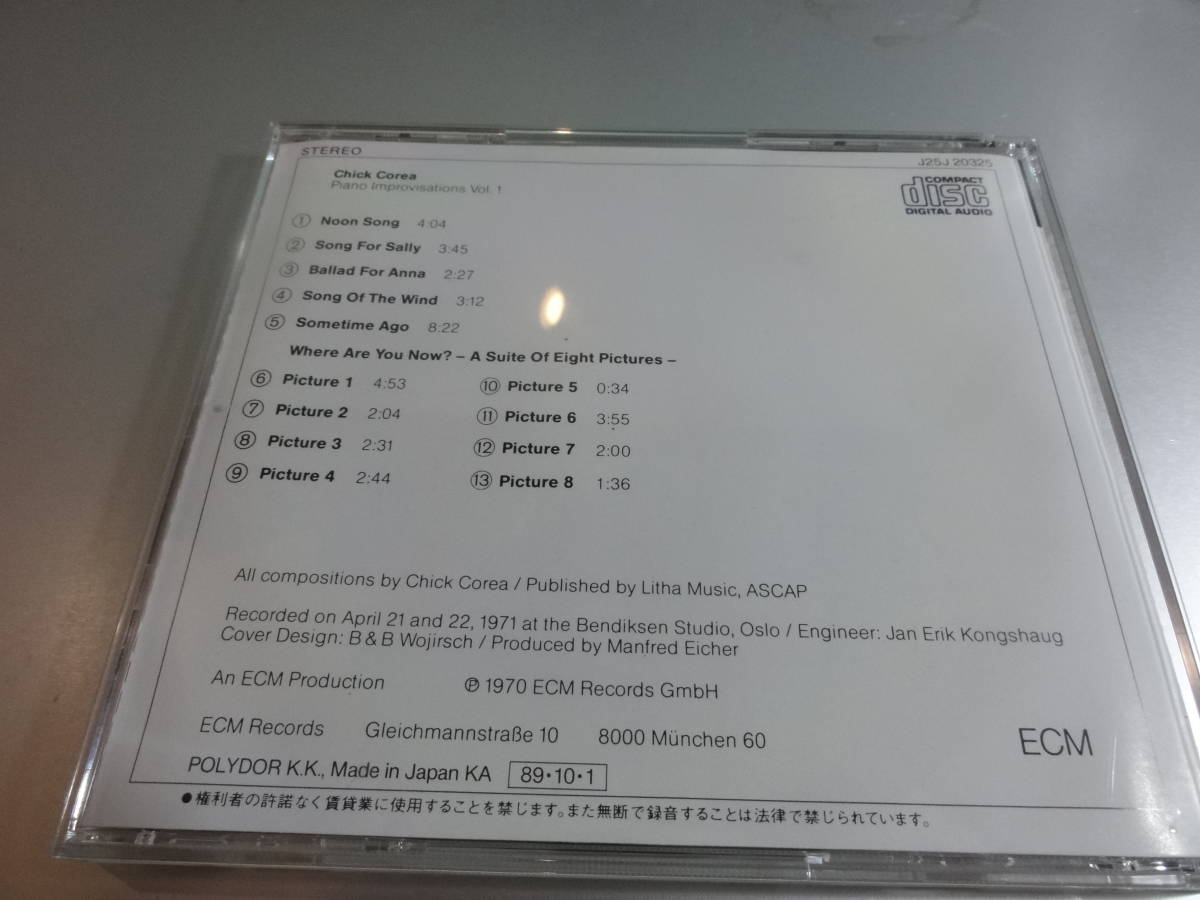 STEREO
J25J 20325
Chick Corea
Piano Improvisations Vol. 1
COMPACT
disc
DIGITAL AUDIO
① Noon Song 4:04
② Song For Sally 3:45
③ Ballad For Anna 2:27
④ Song Of The Wind 3:12
⑤ Sometime Ago 8:22
Where Are You Now? – A Suite Of Eight Pictures –
⑥ Picture 1 4:53
⑦ Picture 2 2:04
⑧ Picture 3 2:31
⑨ Picture 4 2:44
⑩ Picture 5 0:34
⑪ Picture 6 3:55
⑫ Picture 7 2:00
⑬ Picture 8 1:36
All compositions by Chick Corea / Published by Litha Music, ASCAP
Recorded on April 21 and 22, 1971 at the Bendiksen Studio, Oslo / Engineer: Jan Erik Kongshaug
Cover Design: B & B Wojirsch / Produced by Manfred Eicher
An ECM Production ℗ 1970 ECM Records GmbH
ECM Records Gleichmannstraße 10 8000 München 60
ECM
POLYDOR K.K., Made in Japan KA 89·10·1
●権利者の許諾なく賃貸業に使用することを禁じます。また無断で録音することは法律で禁じられています。